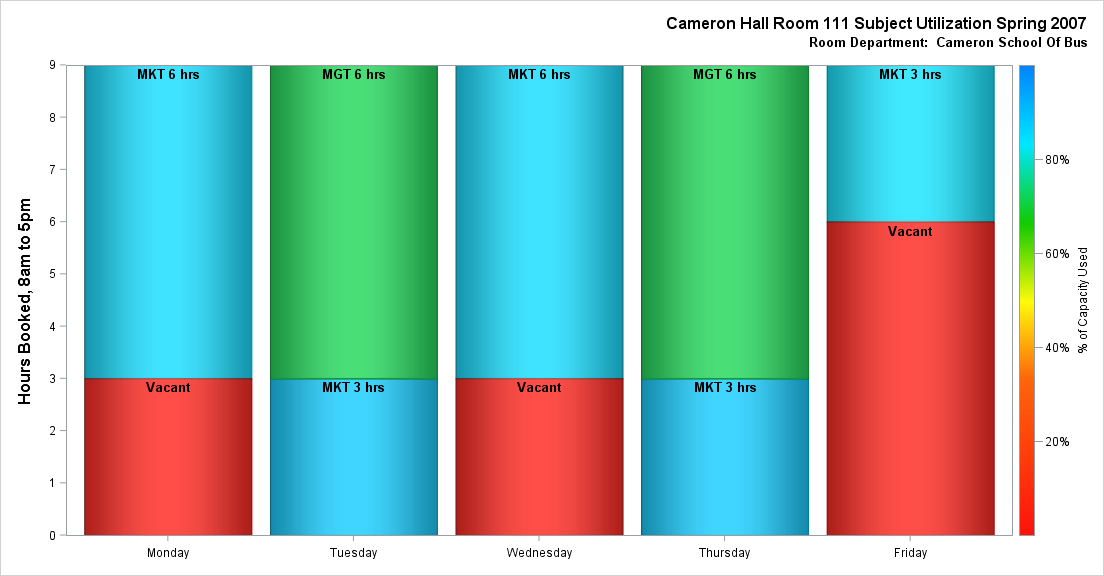 Cameron Hall Room 111 Subject Utilization Spring 2007
Room Department:  Cameron School Of Bus
Hours Booked, 8am to 5pm
9
8
7
6
5
4
3
2
1
0
MKT 6 hrs
Vacant
MGT 6 hrs
MKT 3 hrs
MKT 6 hrs
Vacant
MGT 6 hrs
MKT 3 hrs
MKT 3 hrs
Vacant
Monday
Tuesday
Wednesday
Thursday
Friday
80%
60%
40%
20%
% of Capacity Used